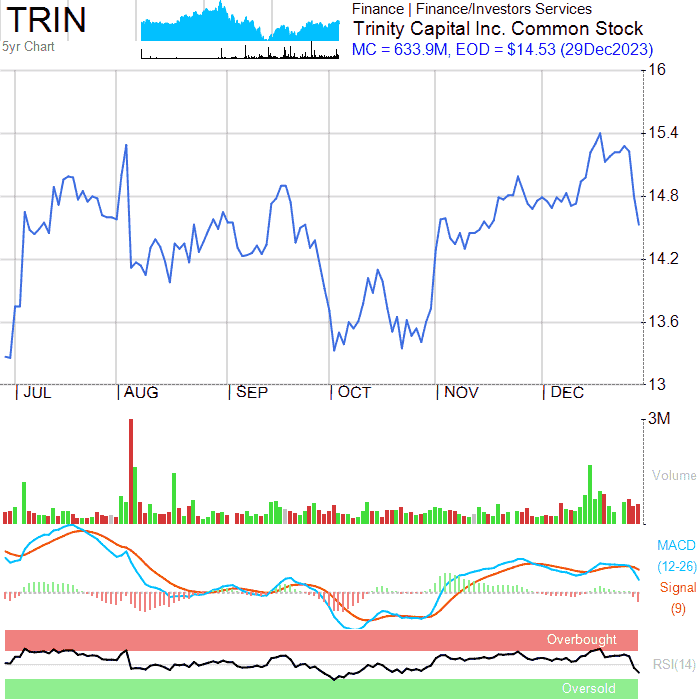 TRIN
5yr Chart
Finance | Finance/Investors Services
Trinity Capital Inc. Common Stock
MC = 633.9M, EOD = $14.53 (29Dec2023)
16
15.4
14.8
14.2
13.6
13
JUL
AUG
SEP
OCT
NOV
DEC
3M
Volume
MACD
(12-26)
Signal
(9)
Overbought
RSI(14)
Oversold